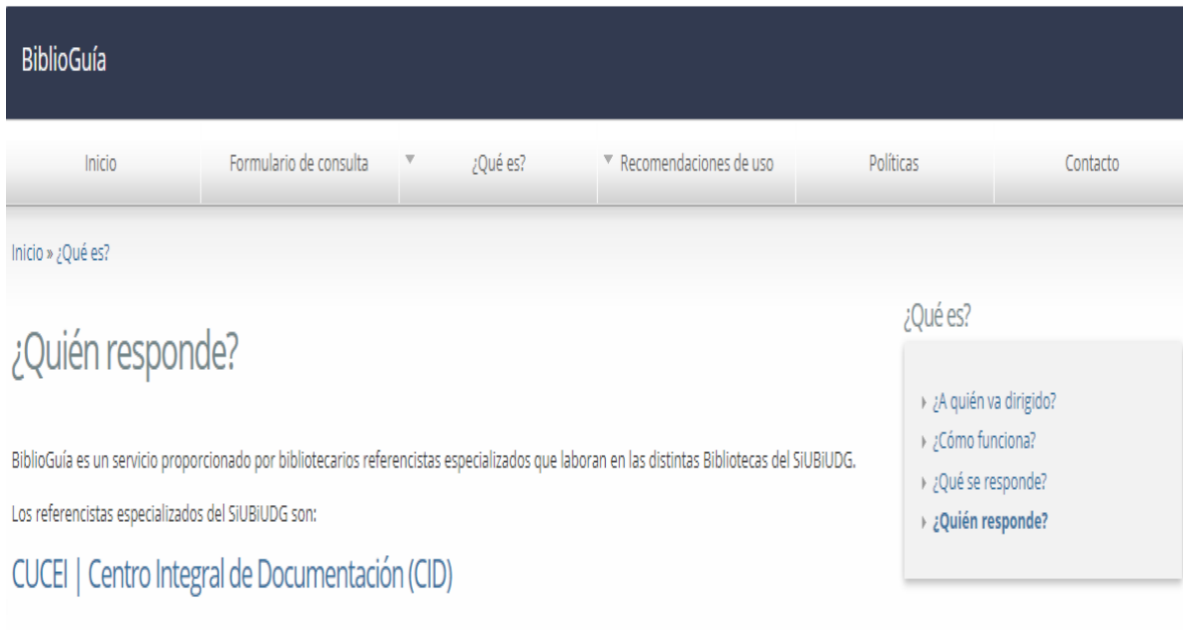 BiblioGuía
Inicio
Formulario de consulta
¿Qué es?
Recomendaciones de uso
Políticas
Contacto
Inicio » ¿Qué es?
¿Quién responde?
BiblioGuía es un servicio proporcionado por bibliotecarios referencistas especializados que laboran en las distintas Bibliotecas del SiUBiUDG.
Los referencistas especializados del SiUBiUDG son:
CUCEI | Centro Integral de Documentación (CID)
¿Qué es?
¿A quién va dirigido?
¿Cómo funciona?
¿Qué se responde?
¿Quién responde?